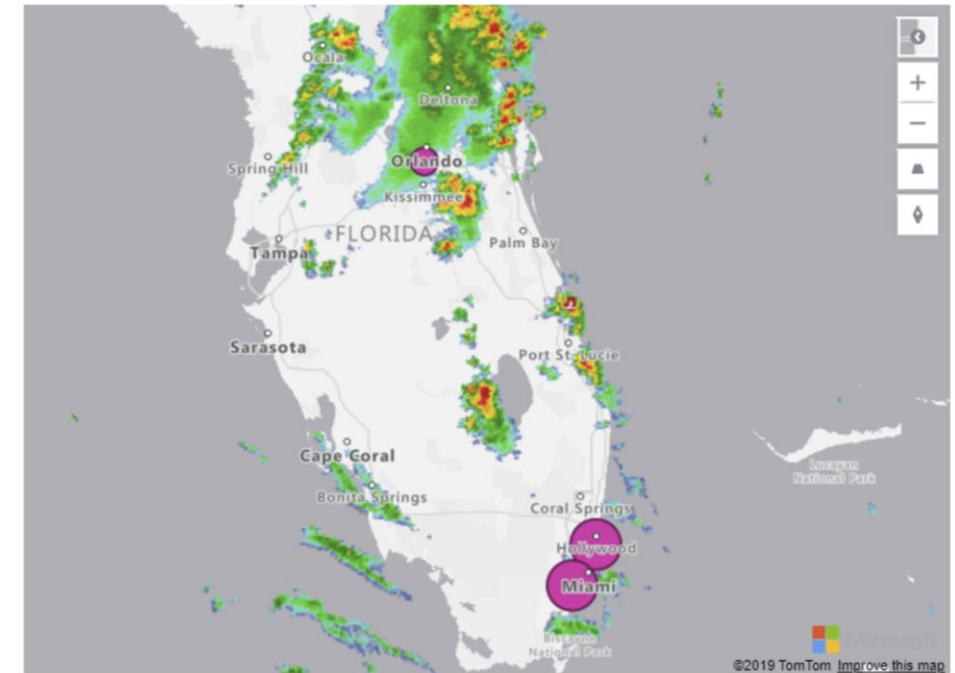 Ocala
Deltona
Orlando
Spring Hill
Kissimmee
FLORIDA
Palm Bay
Tampa
Sarasota
Port St. Lucie
Cape Coral
Bonita Springs
Coral Springs
Lucayan
National Park
Hollywood
Miami
Biscayne
National Park
Microsoft
©2019 TomTom Improve this map